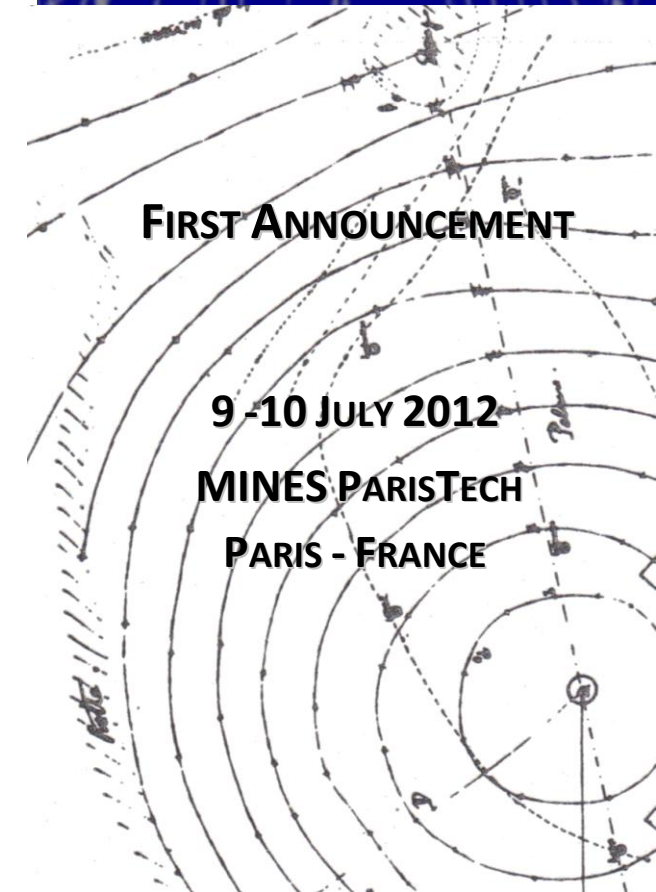 FIRST ANNOUNCEMENT
9 -10 JULY 2012
MINES PARISTECH
PARIS - FRANCE